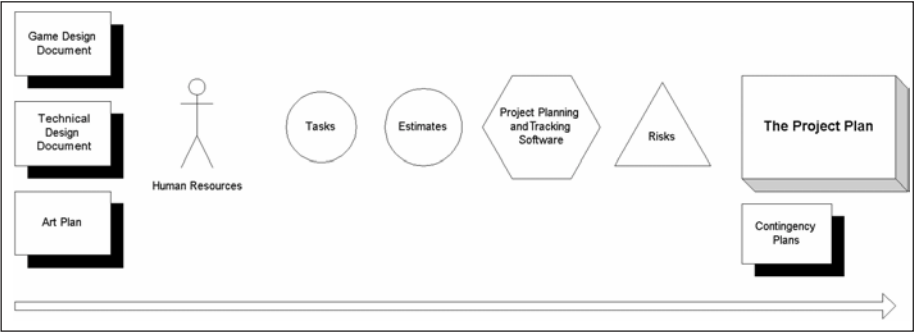 Game Design
Document
Technical
Design
Document
Art Plan
Human Resources
Tasks
Estimates
Project Planning
and Tracking
Software
Risks
The Project Plan
Contingency
Plans